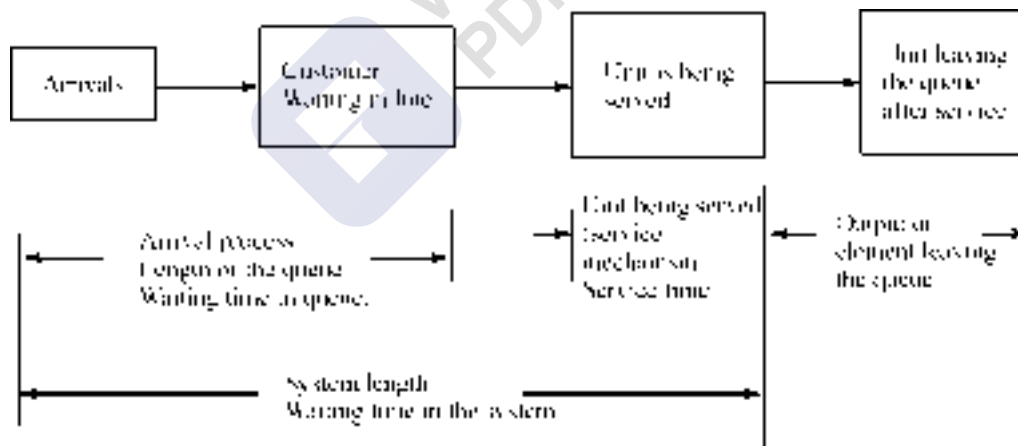 Arrivals
Customer
Waiting in line
Unit is being
served
Unit leaving
the queue
after service
Arrival process
Length of the queue
Waiting time in queue.
Unit being served
Service
mechanism
Service time
Output or
element leaving
the queue
System length
Waiting time in the system
PDF